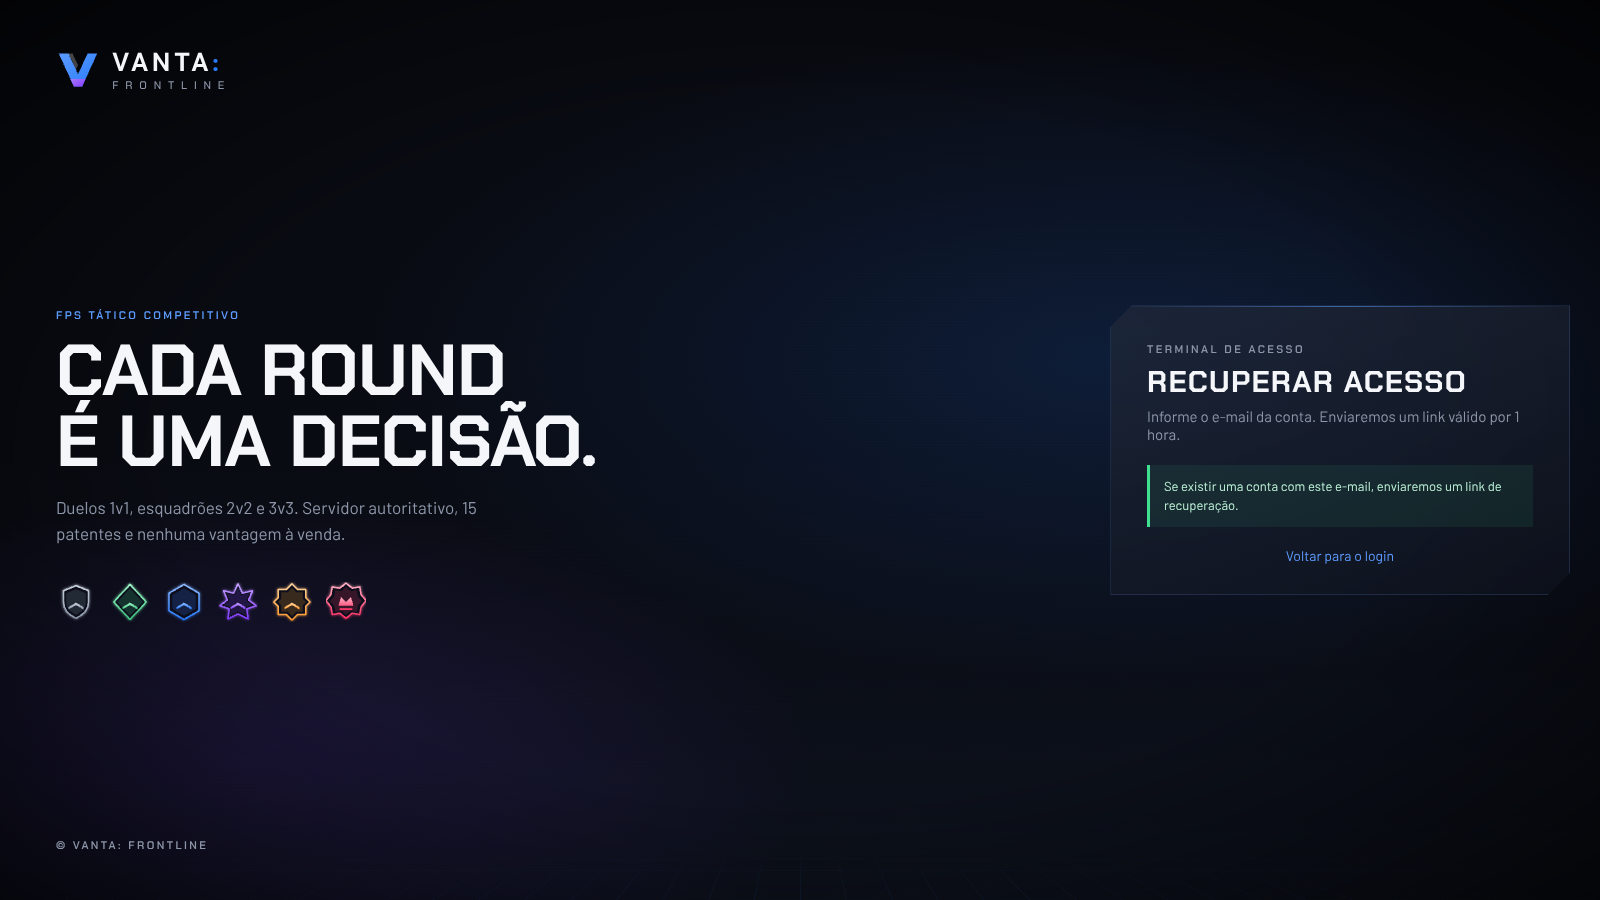 VANTA:
FRONTLINE
FPS TÁTICO COMPETITIVO
CADA ROUND
É UMA DECISÃO.
Duelos 1v1, esquadrões 2v2 e 3v3. Servidor autoritativo, 15
patentes e nenhuma vantagem à venda.
© VANTA: FRONTLINE
TERMINAL DE ACESSO
RECUPERAR ACESSO
Informe o e-mail da conta. Enviaremos um link válido por 1
hora.
Se existir uma conta com este e-mail, enviaremos um link de
recuperação.
Voltar para o login